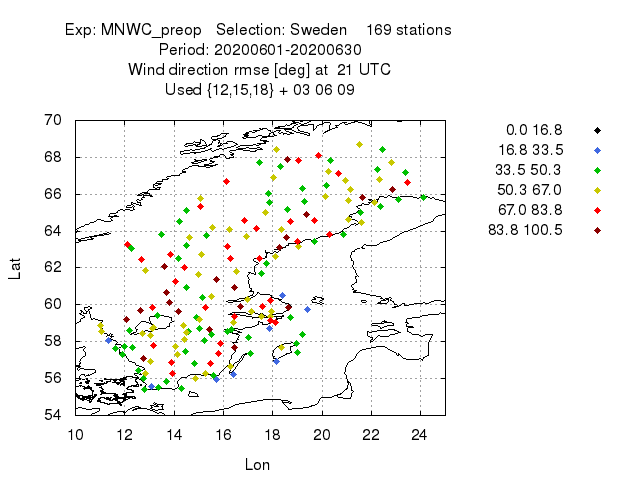 Exp: MNWC_preop Selection: Sweden 169 stations
Period: 20200601-20200630
Wind direction rmse [deg] at 21 UTC
Used {12,15,18} + 03 06 09
70
68
66
64
62
60
58
56
54
10 12 14 16 18 20 22 24
Lat
Lon
0.0 16.8
16.8 33.5
33.5 50.3
50.3 67.0
67.0 83.8
83.8 100.5